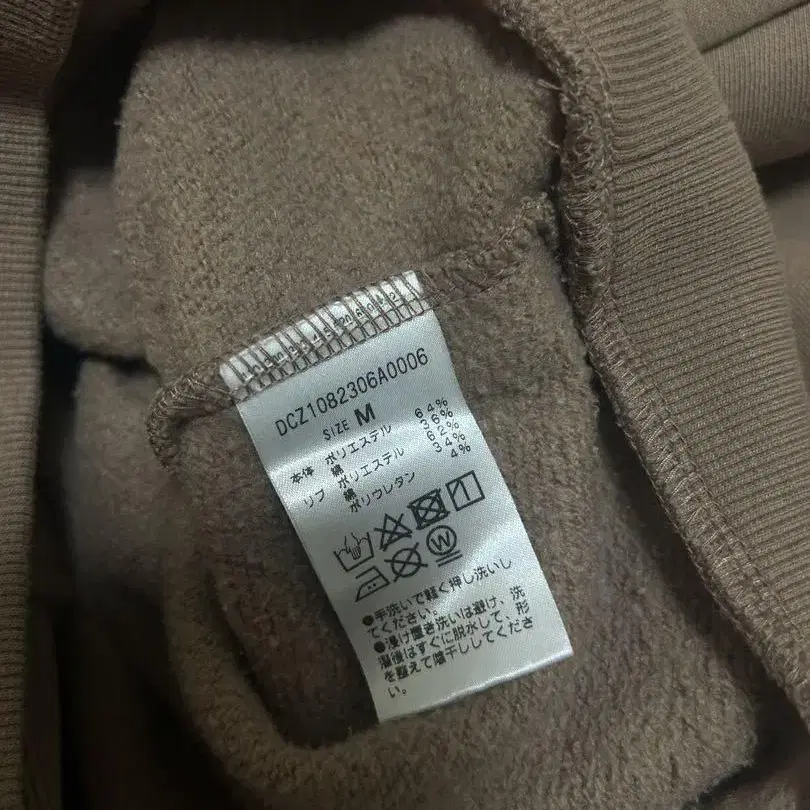 DCZ1082306A0006
SIZE M
本体 ポリエステル 64%
綿 36%
リブ ポリエステル 62%
綿 34%
ポリウレタン 4%
W
●手洗いで軽く押し洗いし
てください。
●浸け置き洗いは避け、洗
濯後はすぐに脱水して、形
を整えて陰干ししてくださ
い。